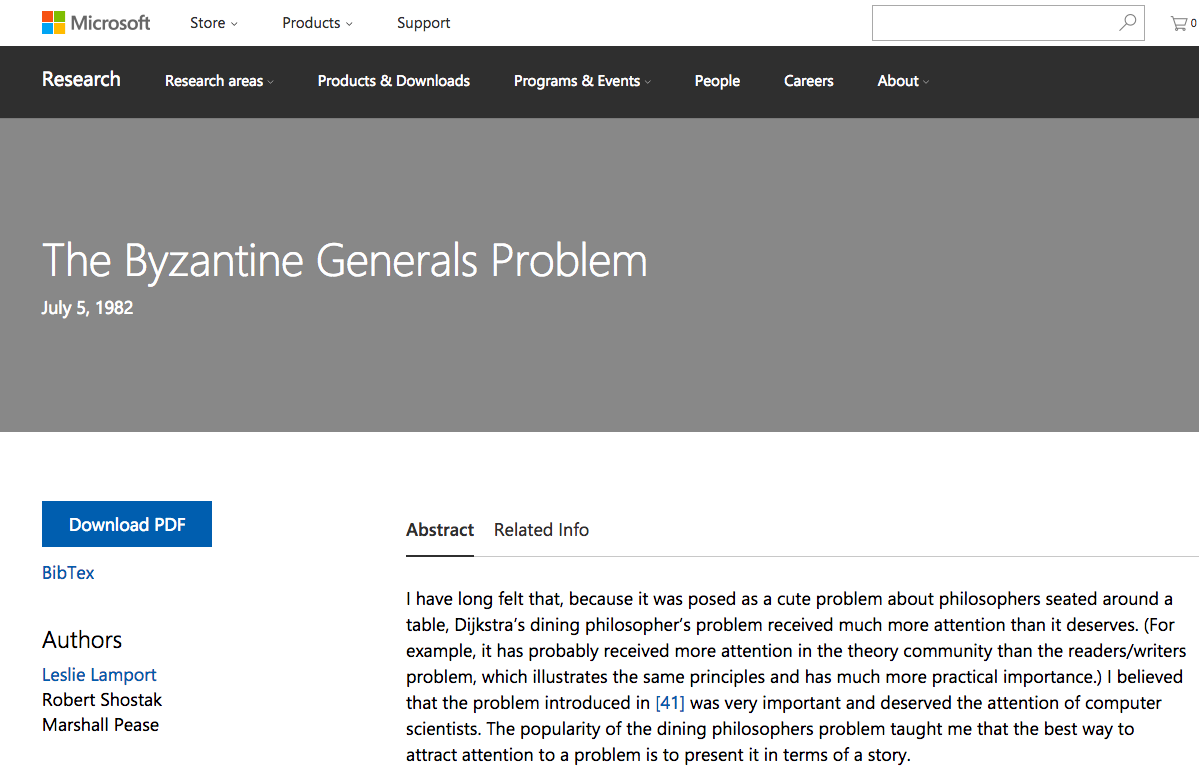 Microsoft Store Products Support 0
Research Research areas Products & Downloads Programs & Events People Careers About
The Byzantine Generals Problem
July 5, 1982
Download PDF
BibTex
Authors
Leslie Lamport
Robert Shostak
Marshall Pease
Abstract Related Info
I have long felt that, because it was posed as a cute problem about philosophers seated around a
table, Dijkstra’s dining philosopher’s problem received much more attention than it deserves. (For
example, it has probably received more attention in the theory community than the readers/writers
problem, which illustrates the same principles and has much more practical importance.) I believed
that the problem introduced in [41] was very important and deserved the attention of computer
scientists. The popularity of the dining philosophers problem taught me that the best way to
attract attention to a problem is to present it in terms of a story.